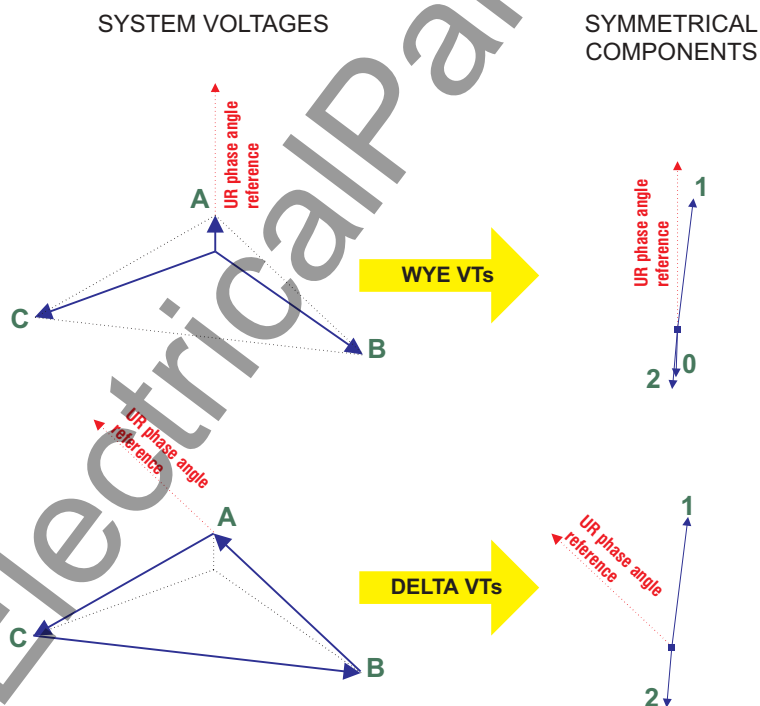 SYSTEM VOLTAGES
SYMMETRICAL
COMPONENTS
UR phase angle
reference
A
C
B
WYE VTs
UR phase angle
reference
1
2
0
UR phase angle
reference
A
C
B
DELTA VTs
UR phase angle
reference
1
2
ElectricalPar